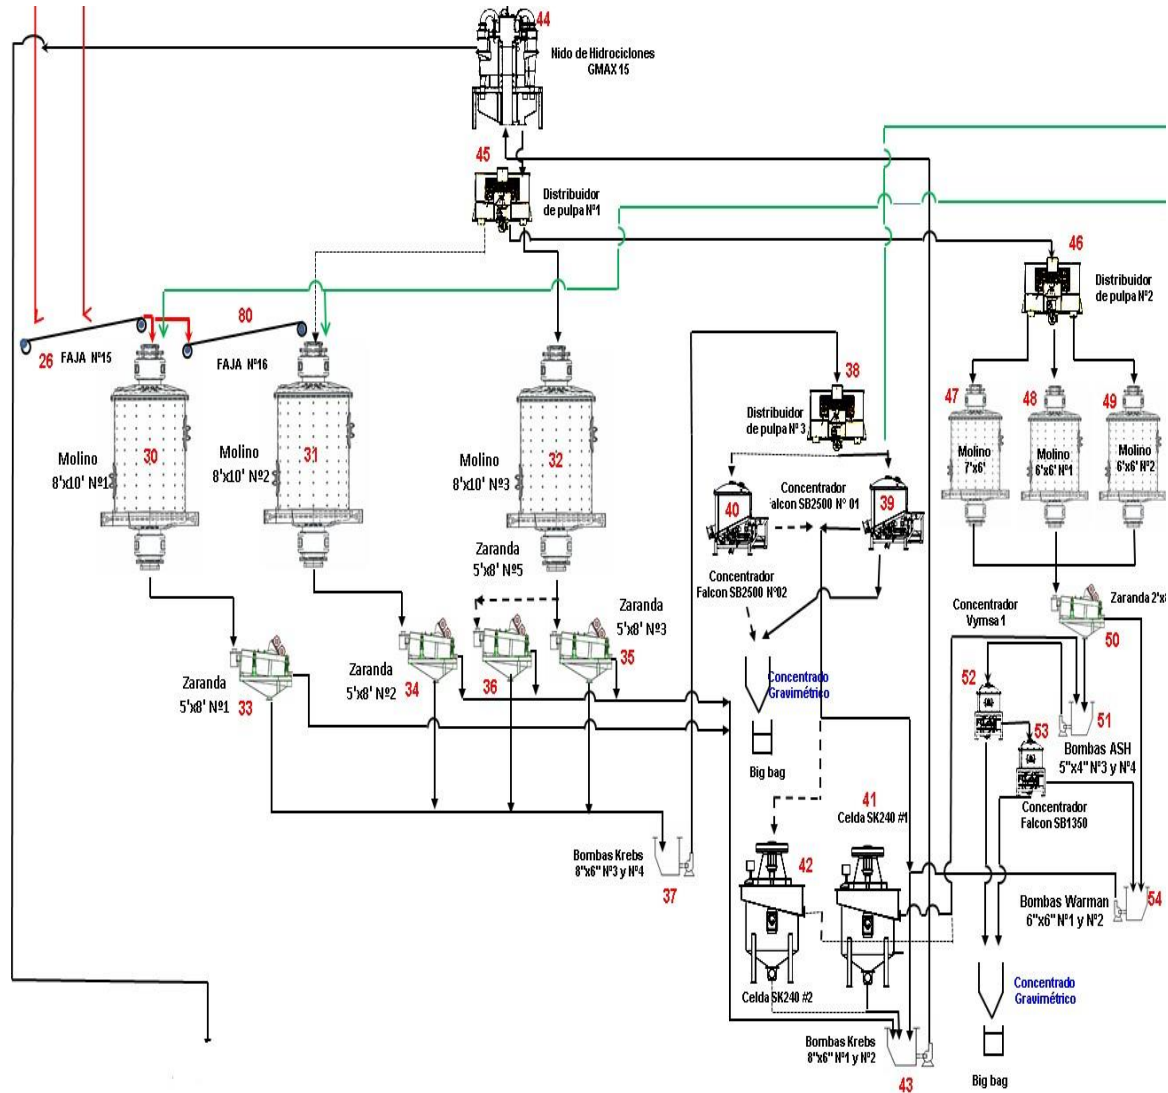 44
Nido de Hidrociclones
GMAX 15
45
Distribuidor
de pulpa Nº1
46
Distribuidor
de pulpa Nº2
80
26
FAJA Nº15
FAJA Nº16
38
Distribuidor
de pulpa Nº 3
47
48
49
30
31
32
Molino
8'x10' Nº1
Molino
8'x10' Nº2
Molino
8'x10' Nº3
Molino
7'x6'
Molino
6'x6' Nº1
Molino
6'x6' Nº2
40
Concentrador
Falcon SB2500 Nº 01
39
Zaranda
5'x8' Nº5
Concentrador
Falcon SB2500 Nº02
Zaranda
5'x8' Nº3
Concentrador
Vymsa 1
Zaranda 2'x8
50
35
Zaranda
5'x8' Nº2
34
36
Zaranda
5'x8' Nº1
33
Concentrado
Gravimétrico
52
51
53
Bombas ASH
5"x4" Nº3 y Nº4
Big bag
41
Celda SK240 #1
Concentrador
Falcon SB1350
42
Bombas Krebs
8"x6" Nº3 y Nº4
37
Bombas Warman
6"x6" Nº1 y Nº2
54
Celda SK240 #2
Concentrado
Gravimétrico
Bombas Krebs
8"x6" Nº1 y Nº2
43
Big bag